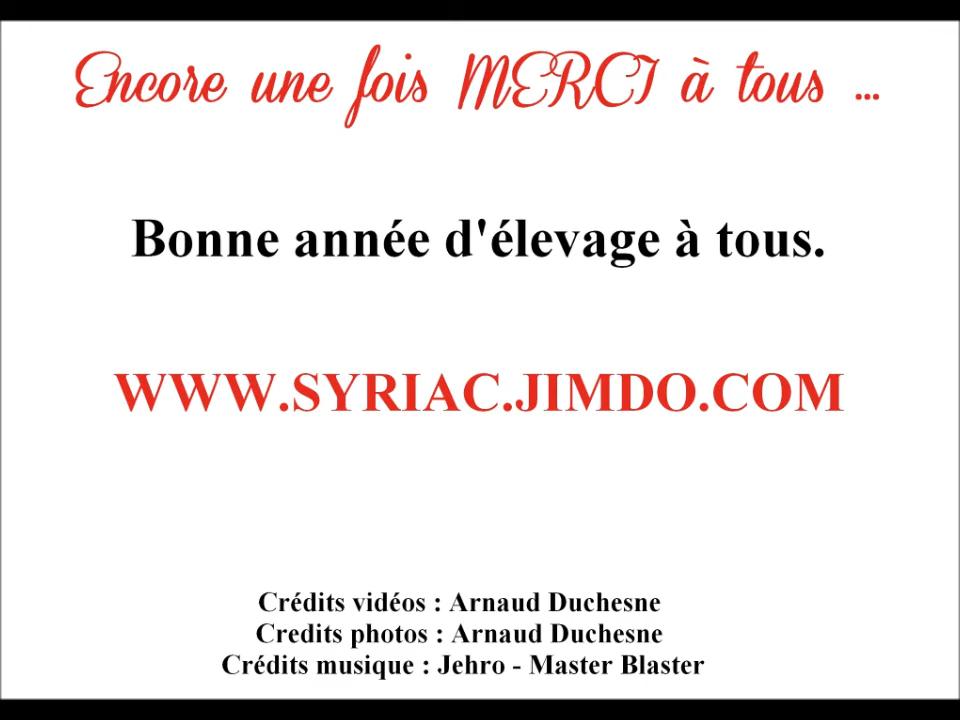 Encore une fois MERCI à tous ...
Bonne année d'élevage à tous.
WWW.SYRIAC.JIMDO.COM
Crédits vidéos : Arnaud Duchesne
Credits photos : Arnaud Duchesne
Crédits musique : Jehro - Master Blaster